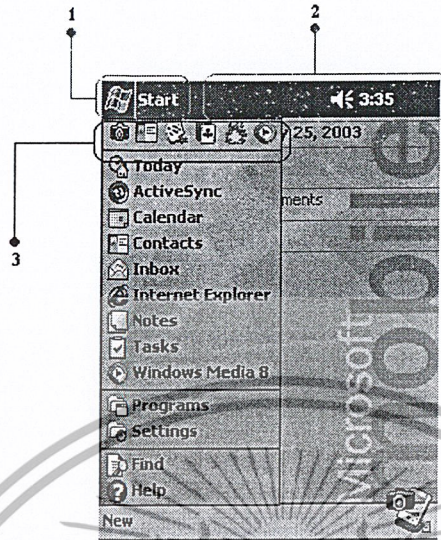 1
2
Start 3:35
25, 2003
Today
ActiveSync
ments
Calendar
Contacts
3
Inbox
Internet Explorer
Notes
Tasks
Windows Media 8
Programs
Settings
Find
Help
New
Microsoft
Mobile